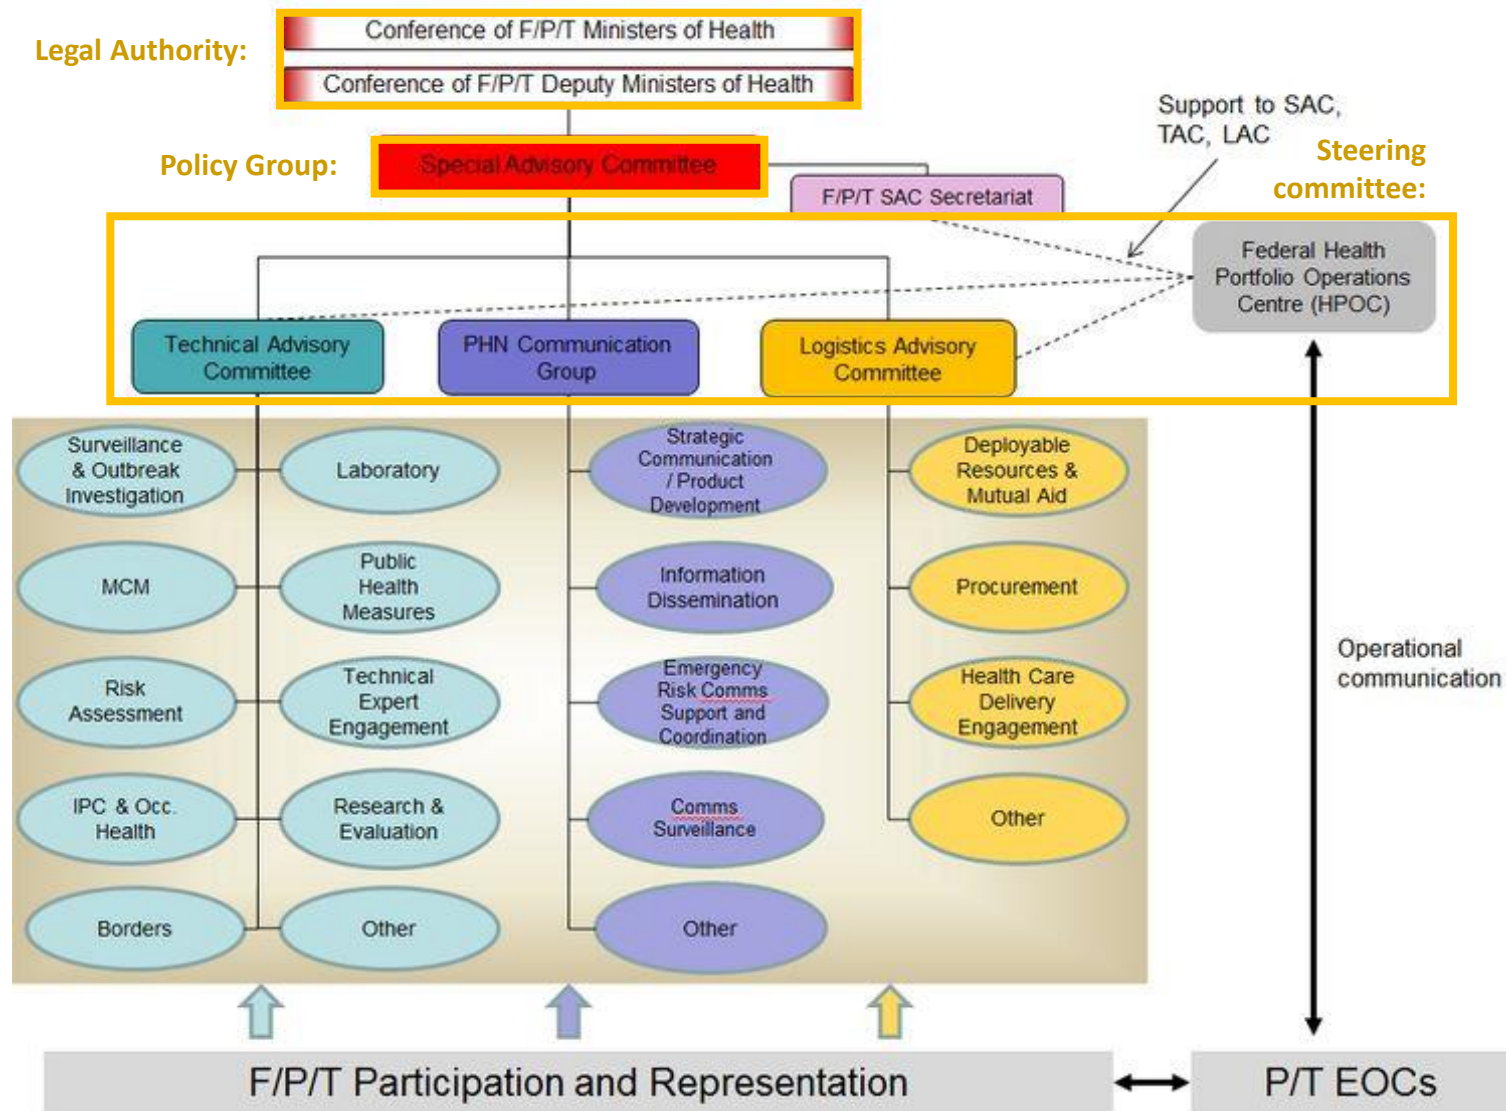 Legal Authority:
Conference of F/P/T Ministers of Health
Conference of F/P/T Deputy Ministers of Health
Support to SAC,
TAC, LAC
Policy Group:
Special Advisory Committee
Steering
committee:
F/P/T SAC Secretariat
Federal Health
Portfolio Operations
Centre (HPOC)
Technical Advisory
Committee
PHN Communication
Group
Logistics Advisory
Committee
Surveillance
& Outbreak
Investigation
Laboratory
Strategic
Communication
/ Product
Development
Deployable
Resources &
Mutual Aid
MCM
Public
Health
Measures
Information
Dissemination
Procurement
Risk
Assessment
Technical
Expert
Engagement
Emergency
Risk Comms
Support and
Coordination
Health Care
Delivery
Engagement
Operational
communication
IPC & Occ.
Health
Research &
Evaluation
Comms
Surveillance
Other
Borders
Other
Other
F/P/T Participation and Representation
P/T EOCs